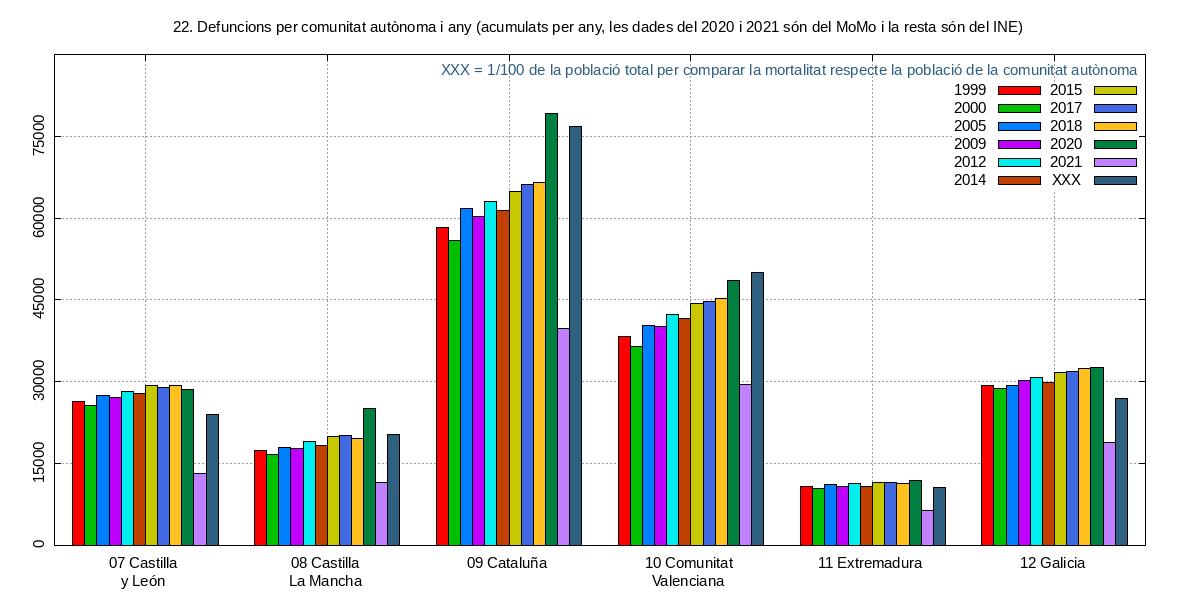 22. Defuncions per comunitat autònoma i any (acumulats per any, les dades del 2020 i 2021 són del MoMo i la resta són del INE)
XXX = 1/100 de la població total per comparar la mortalitat respecte la població de la comunitat autònoma
1999 2015
2000 2017
2005 2018
2009 2020
2012 2021
2014 XXX
75000
60000
45000
30000
15000
0
07 Castilla
y León
08 Castilla
La Mancha
09 Cataluña
10 Comunitat
Valenciana
11 Extremadura
12 Galicia